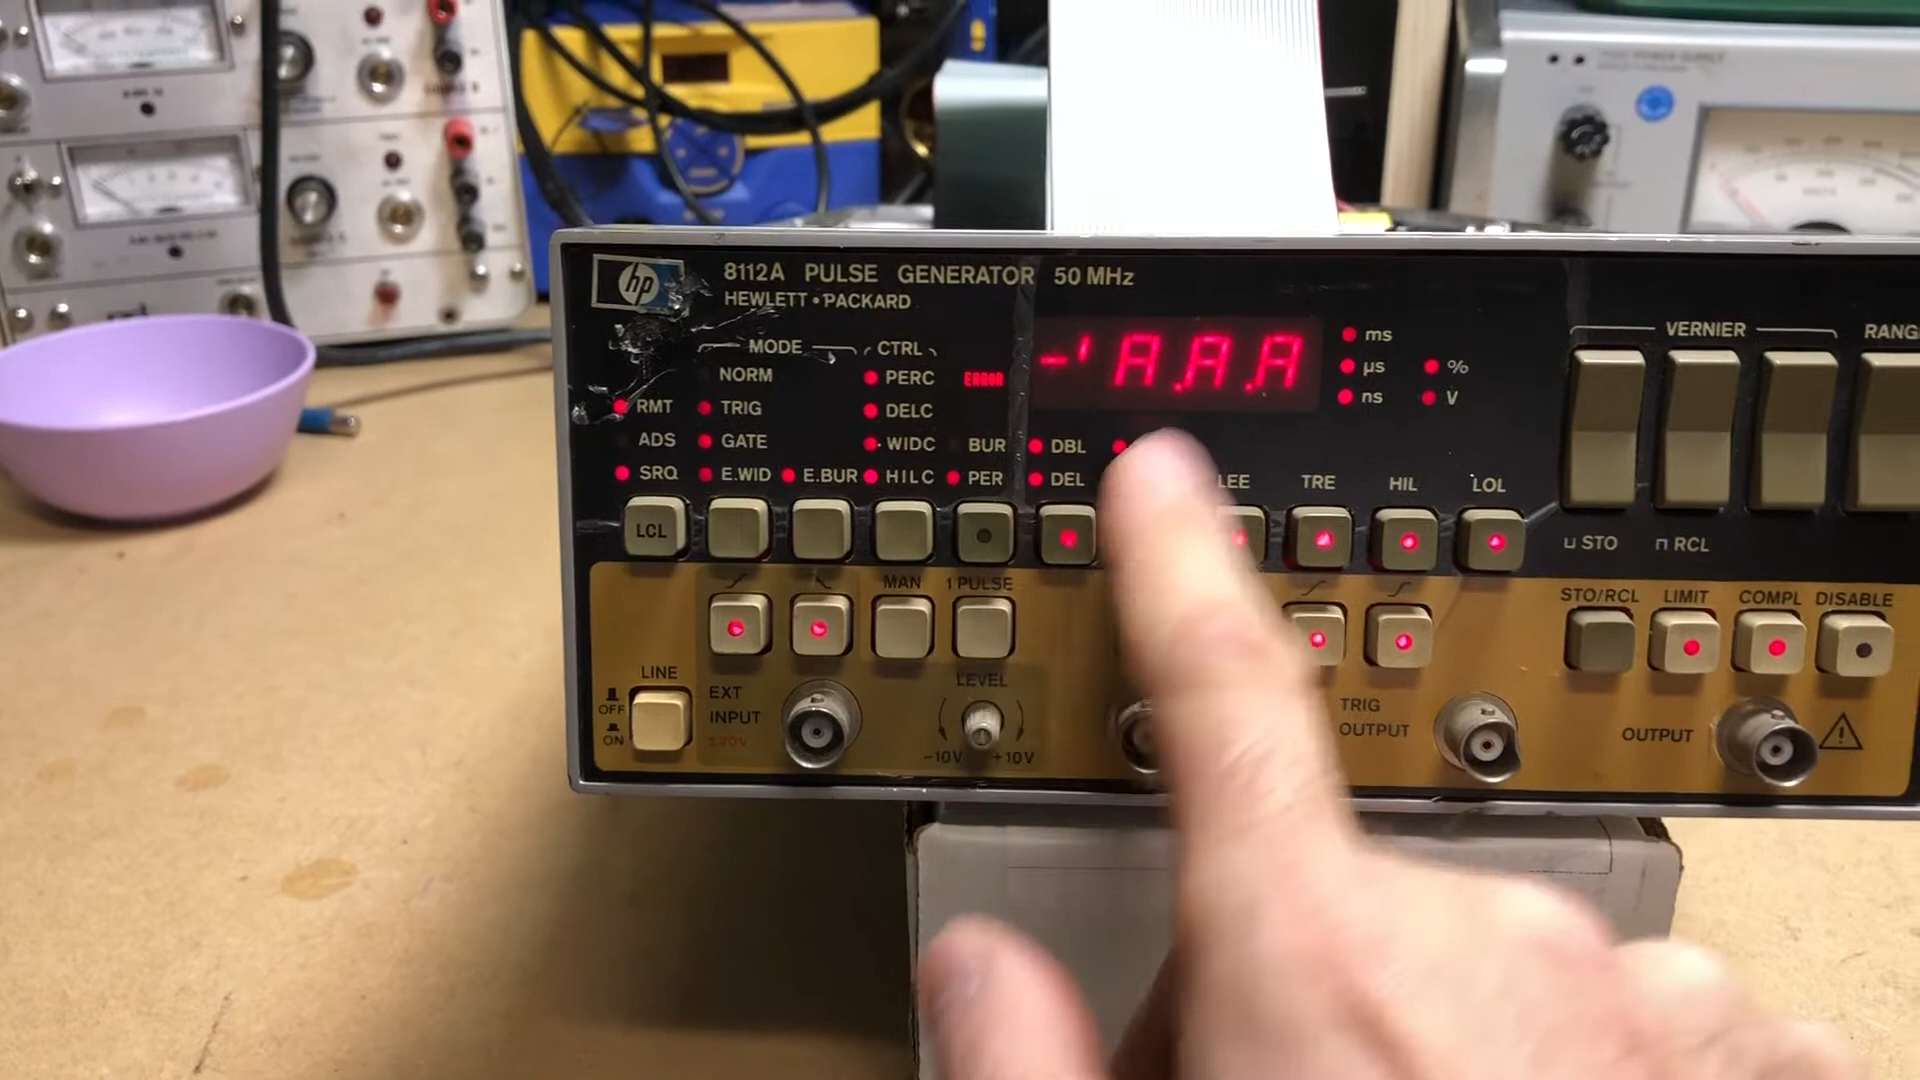 hp
8112A PULSE GENERATOR 50 MHz
HEWLETT • PACKARD
MODE CTRL
NORM PERC ERROR
RMT TRIG DELC
ADS GATE WIDC BUR DBL
SRQ E.WID E.BUR HILC PER DEL LEE TRE HIL LOL
-1 A.A.A
ms
µs %
ns V
VERNIER RANG
STO RCL
LCL
MAN 1 PULSE
STO/RCL LIMIT COMPL DISABLE
LINE
OFF
ON
EXT
INPUT
LEVEL
-10V +10V
TRIG
OUTPUT
OUTPUT